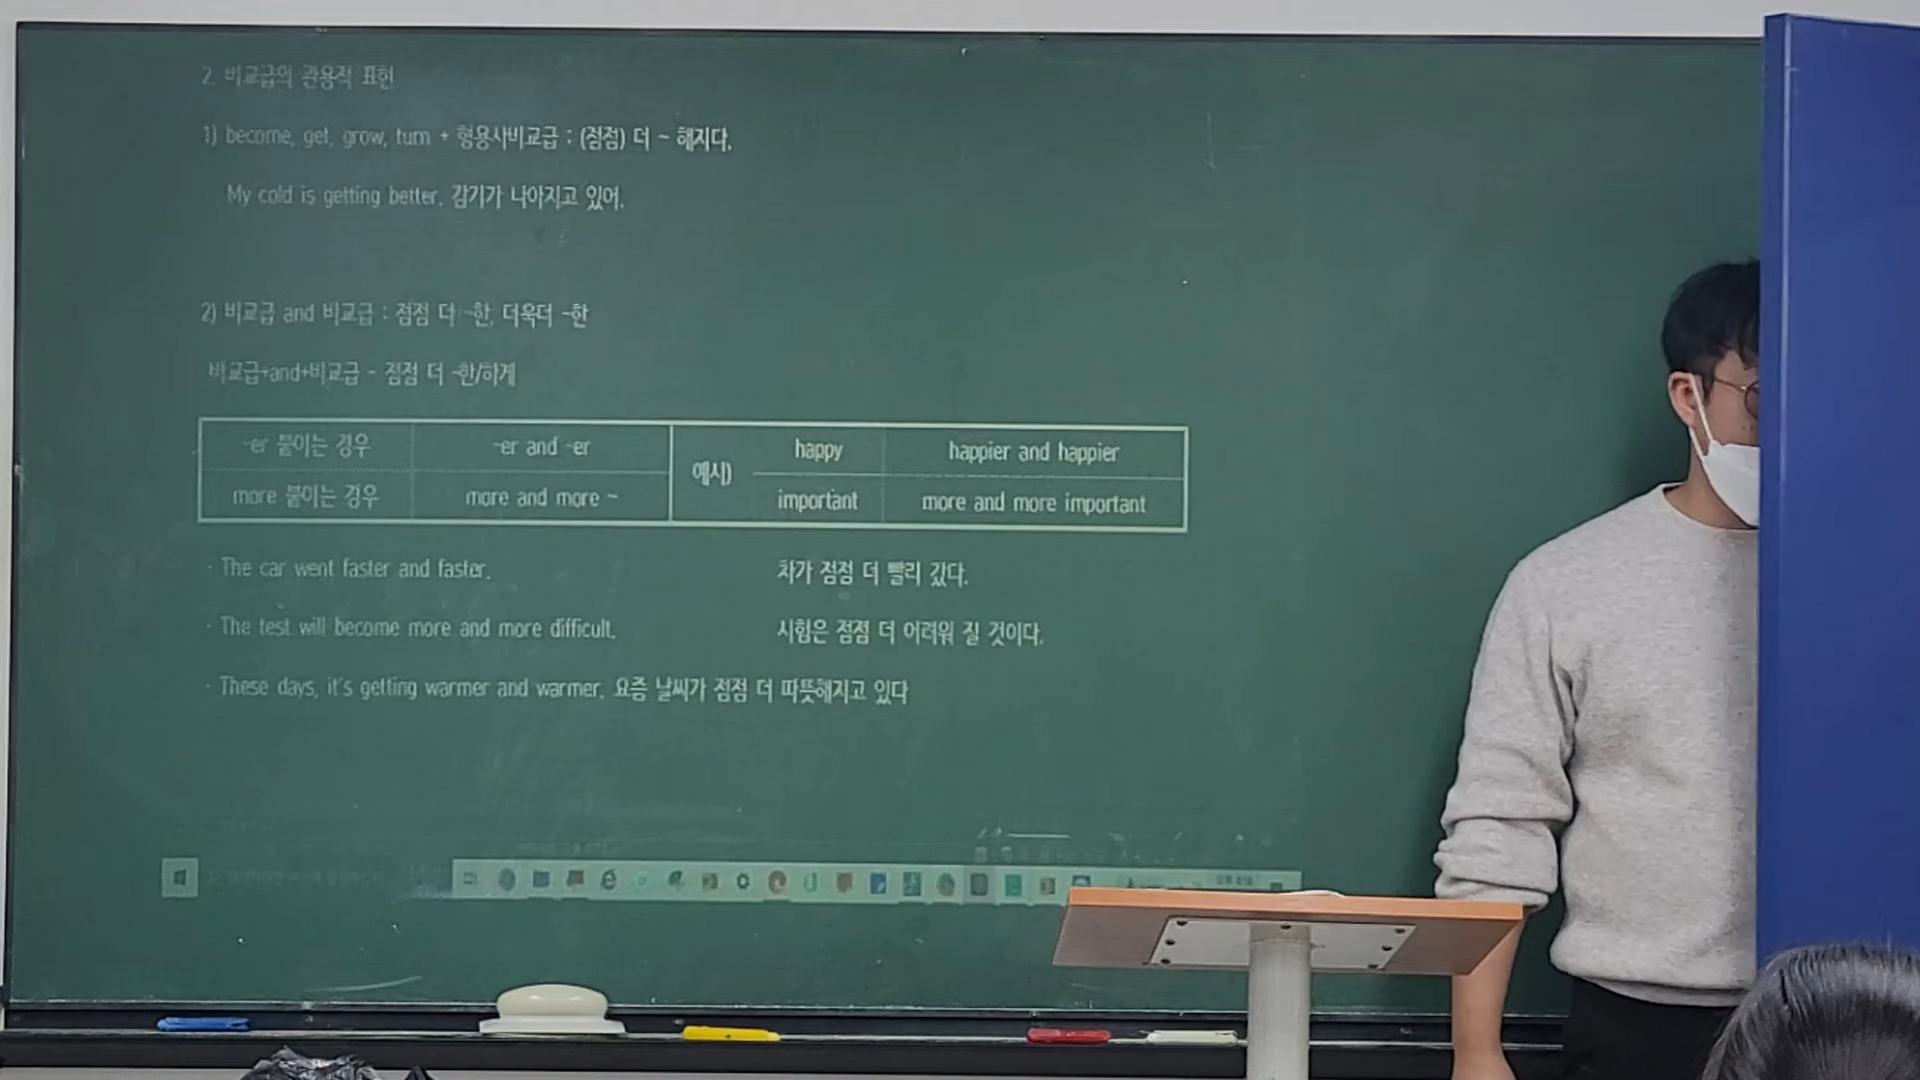 2. 비교급의 관용적 표현
1) become, get, grow, turn + 형용사비교급 : (점점) 더 ~ 해지다.
My cold is getting better. 감기가 나아지고 있어.
2) 비교급 and 비교급 : 점점 더 ~한, 더욱더 ~한
비교급+and+비교급 - 점점 더 ~한/하게
-er 붙이는 경우 -er and -er 예시) happy happier and happier
more 붙이는 경우 more and more ~ important more and more important
· The car went faster and faster. 차가 점점 더 빨리 갔다.
· The test will become more and more difficult. 시험은 점점 더 어려워 질 것이다.
· These days, it's getting warmer and warmer. 요즘 날씨가 점점 더 따뜻해지고 있다